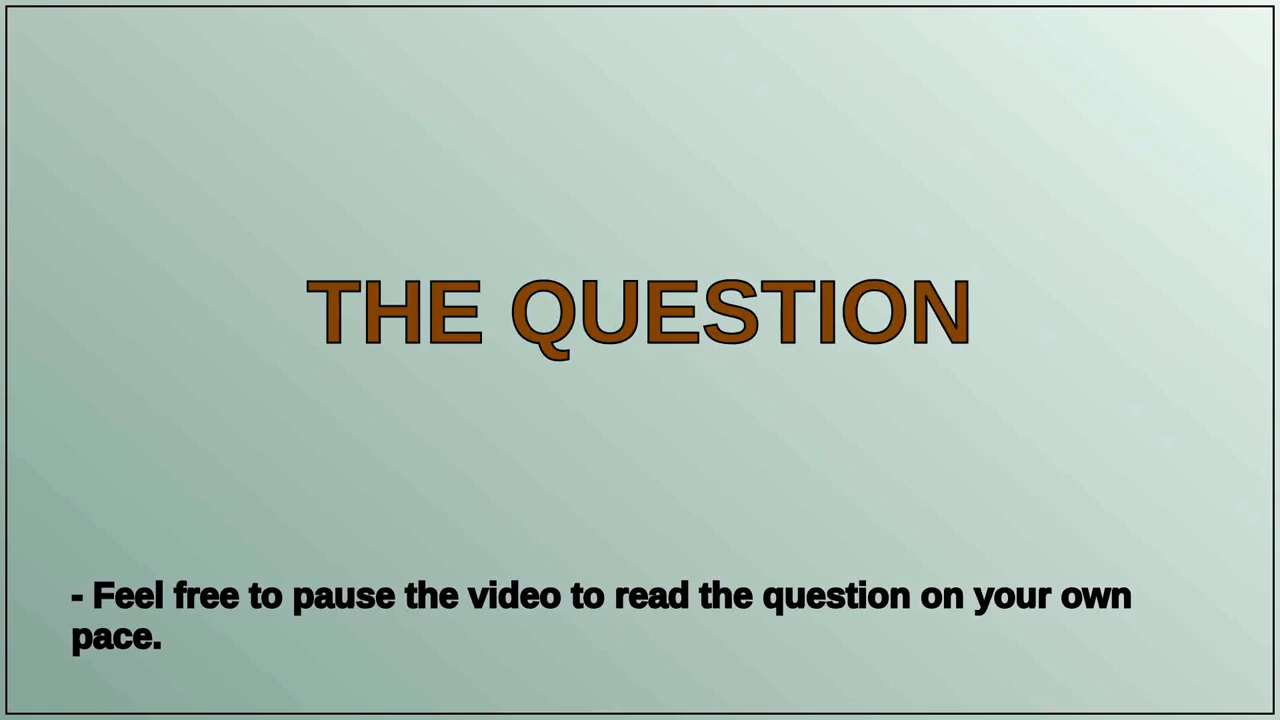 THE QUESTION
- Feel free to pause the video to read the question on your own
pace.